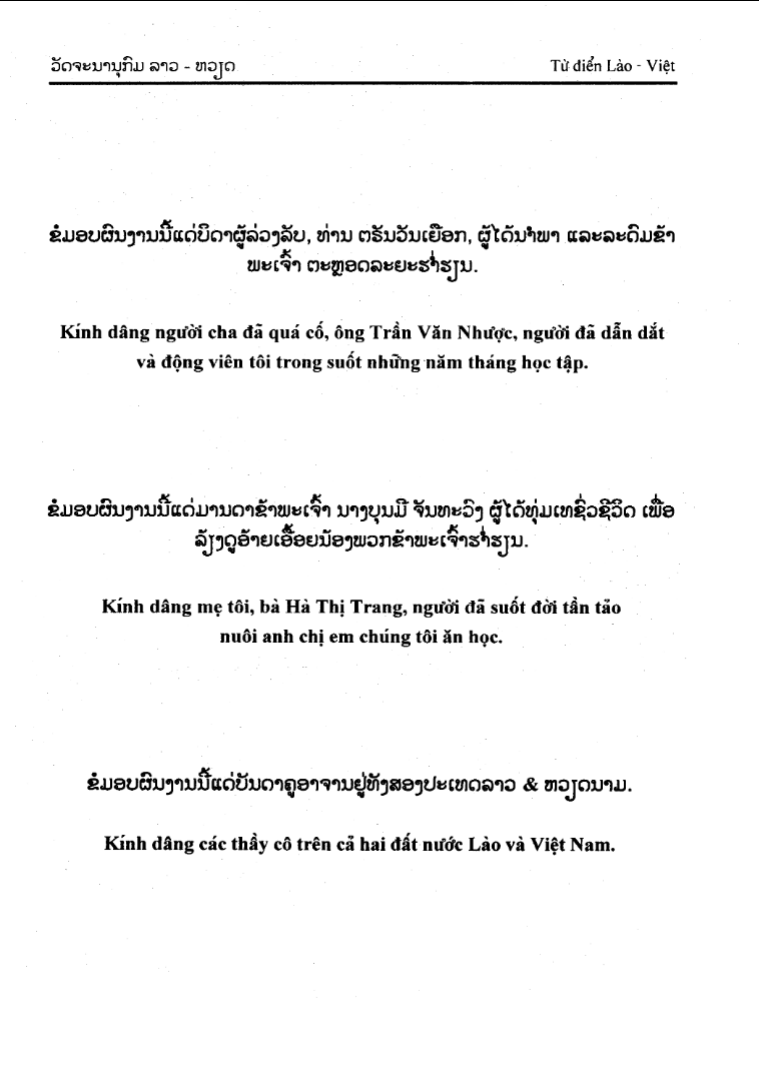 ວັດຈະນານຸກົມ ລາວ - ຫວຽດ
Từ điển Lào - Việt
ຂໍມອບຜົນງານນີ້ແດ່ບິດາຜູ້ລ່ວງລັບ, ທ່ານ ຕຣັນວັນເຍືອກ, ຜູ້ໄດ້ນຳພາ ແລະລະດົມຂ້າ
ພະເຈົ້າ ຕະຫຼອດລະຍະຮ່ຳຮຽນ.
Kính dâng người cha đã quá cố, ông Trần Văn Nhược, người đã dẫn dắt
và động viên tôi trong suốt những năm tháng học tập.
ຂໍມອບຜົນງານນີ້ແດ່ມານດາຂ້າພະເຈົ້າ ນາງບຸນມີ ຈັນທະວົງ ຜູ້ໄດ້ທຸ່ມເທຊົ່ວຊີວິດ ເພື່ອ
ລ້ຽງດູອ້າຍເອື້ອຍນ້ອງພວກຂ້າພະເຈົ້າຮ່ຳຮຽນ.
Kính dâng mẹ tôi, bà Hà Thị Trang, người đã suốt đời tần tảo
nuôi anh chị em chúng tôi ăn học.
ຂໍມອບຜົນງານນີ້ແດ່ບັນດາຄູອາຈານຢູ່ທັງສອງປະເທດລາວ & ຫວຽດນາມ.
Kính dâng các thầy cô trên cả hai đất nước Lào và Việt Nam.